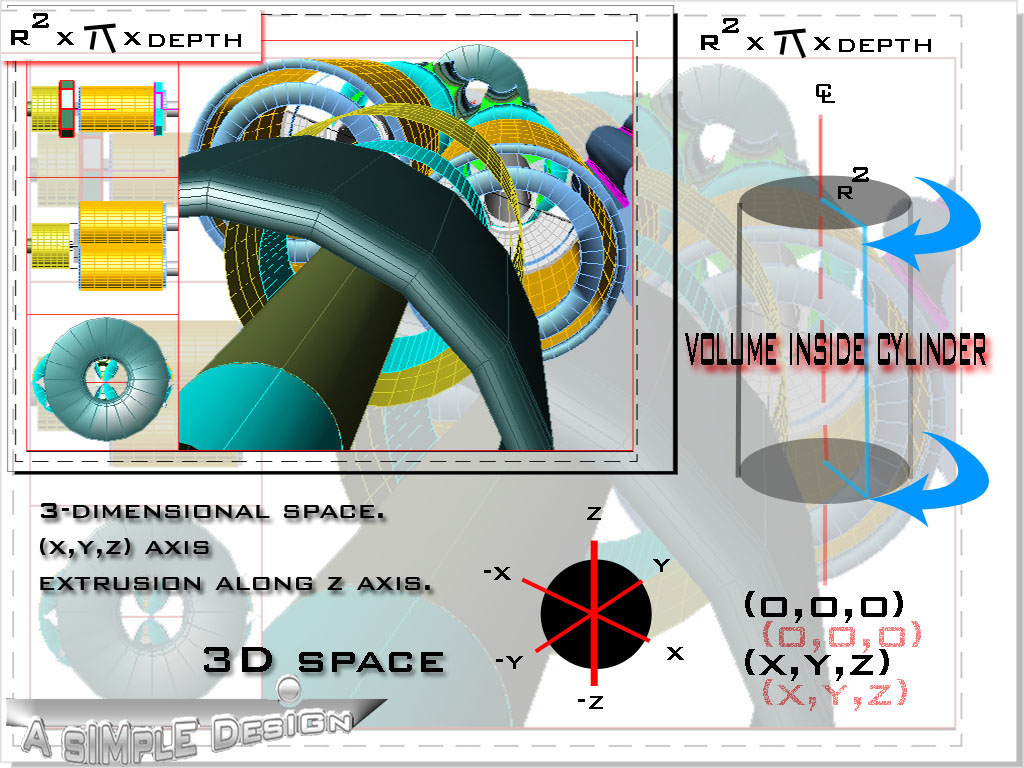 R² x π x DEPTH
R² x π x DEPTH
℄
R²
VOLUME INSIDE CYLINDER
3-DIMENSIONAL SPACE.
(X,Y,Z) AXIS
EXTRUSION ALONG Z AXIS.
3D SPACE
Z
-X
Y
-Y
X
-Z
(0,0,0)
(0,0,0)
(X,Y,Z)
(X,Y,Z)
A SIMPLE DESIGN